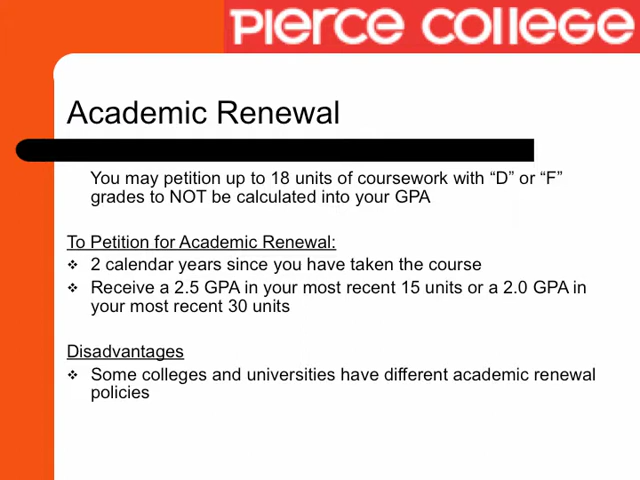 PIERCE COLLEGE
Academic Renewal
You may petition up to 18 units of coursework with “D” or “F”
grades to NOT be calculated into your GPA
To Petition for Academic Renewal:
❖ 2 calendar years since you have taken the course
❖ Receive a 2.5 GPA in your most recent 15 units or a 2.0 GPA in
your most recent 30 units
Disadvantages
❖ Some colleges and universities have different academic renewal
policies